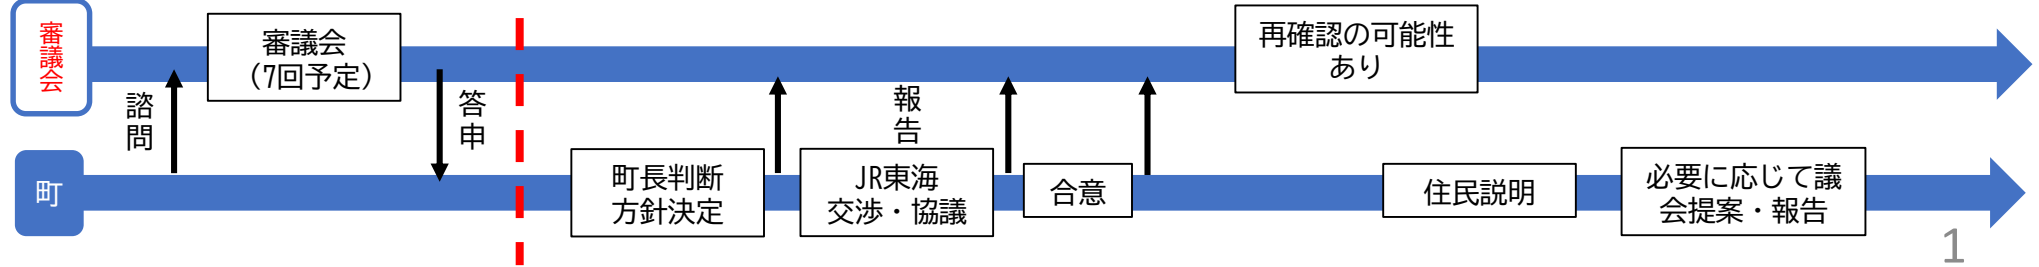 審議会
審議会
（7回予定）
再確認の可能性
あり
諮問
答申
報告
町
町長判断
方針決定
JR東海
交渉・協議
合意
住民説明
必要に応じて議
会提案・報告
1